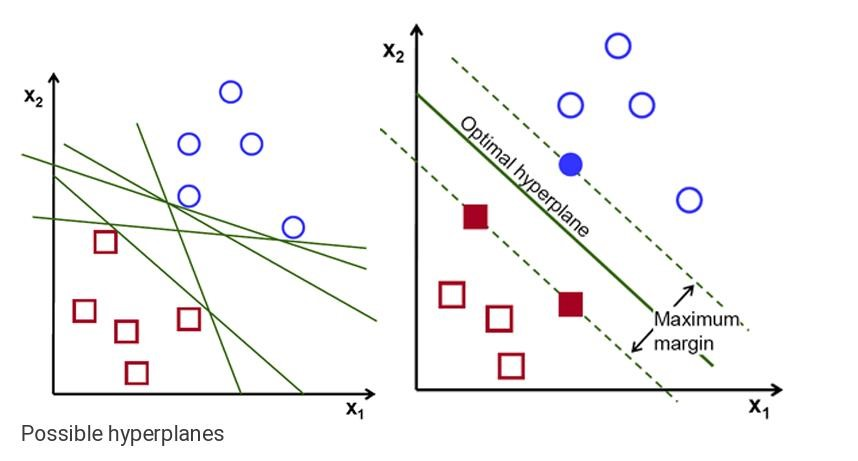 x₂
x₁
Possible hyperplanes
x₂
Optimal hyperplane
Maximum
margin
x₁